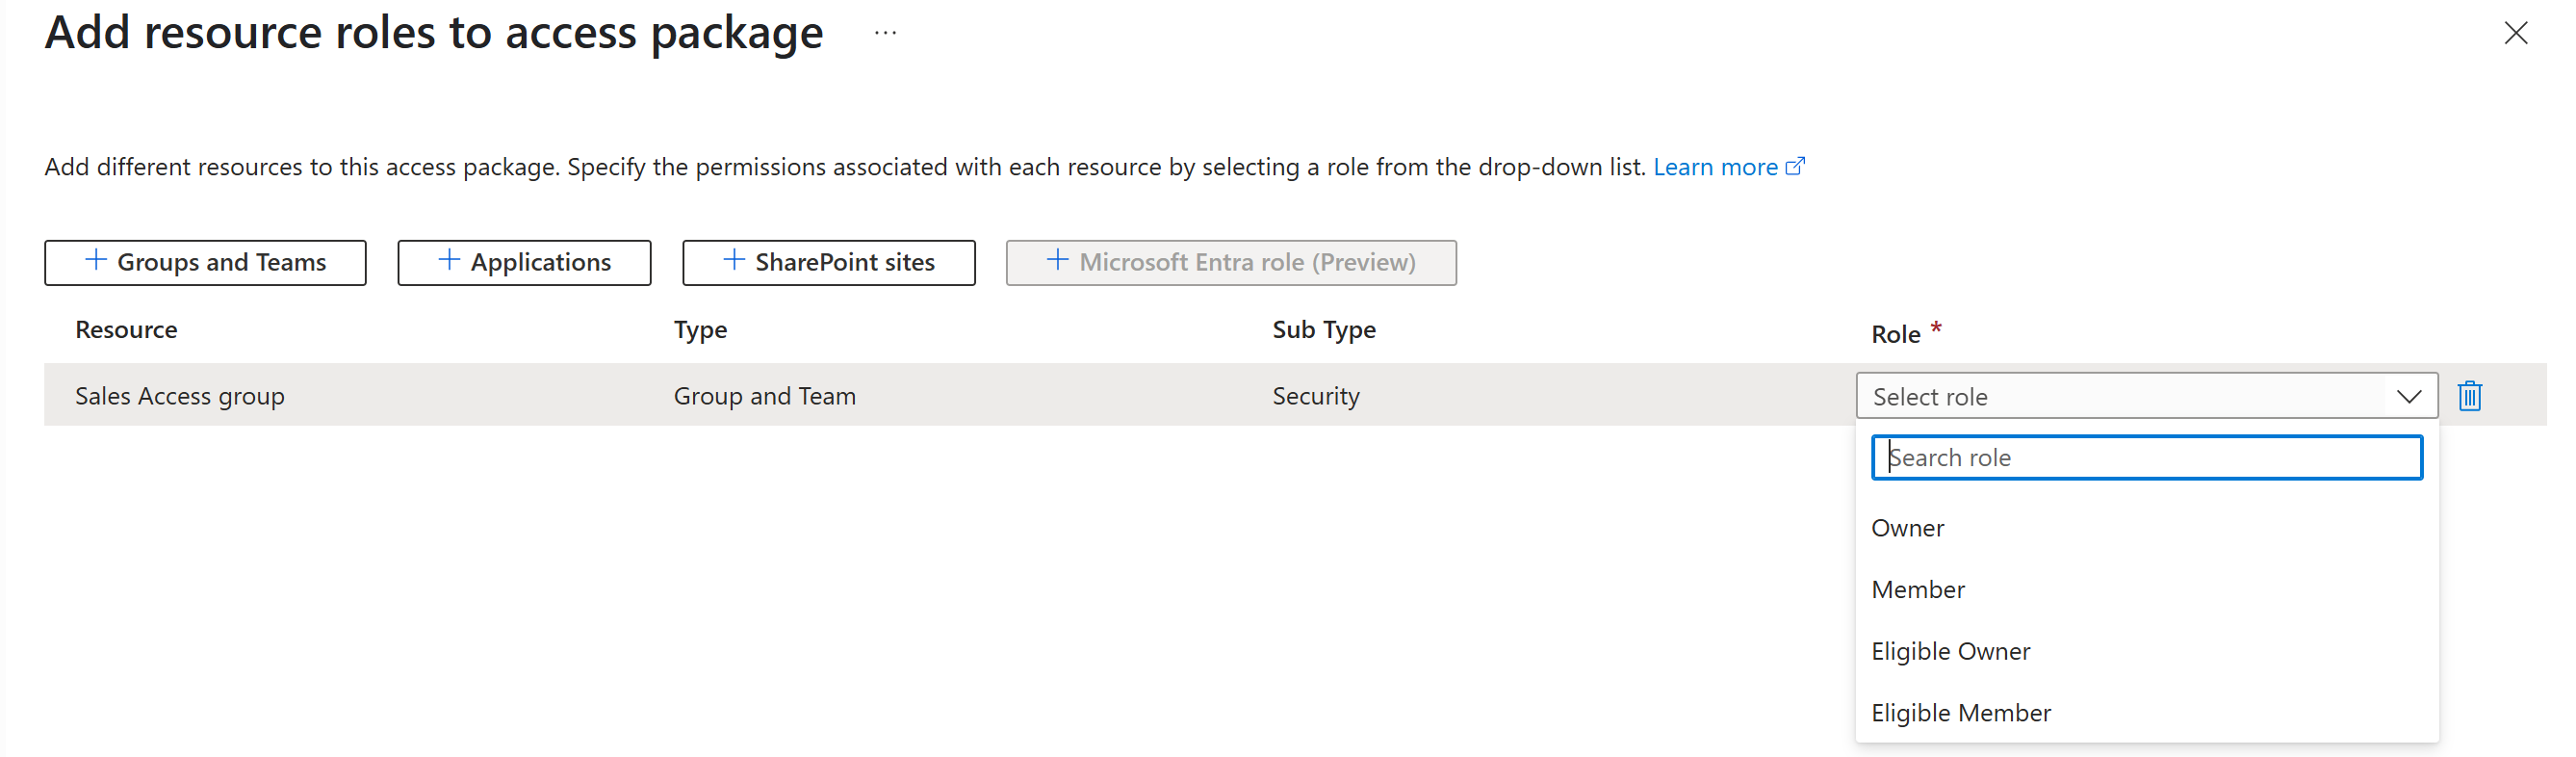 Add resource roles to access package ...
Add different resources to this access package. Specify the permissions associated with each resource by selecting a role from the drop-down list. Learn more
+ Groups and Teams + Applications + SharePoint sites + Microsoft Entra role (Preview)
Resource Type Sub Type Role *
Sales Access group Group and Team Security Select role
Search role
Owner
Member
Eligible Owner
Eligible Member